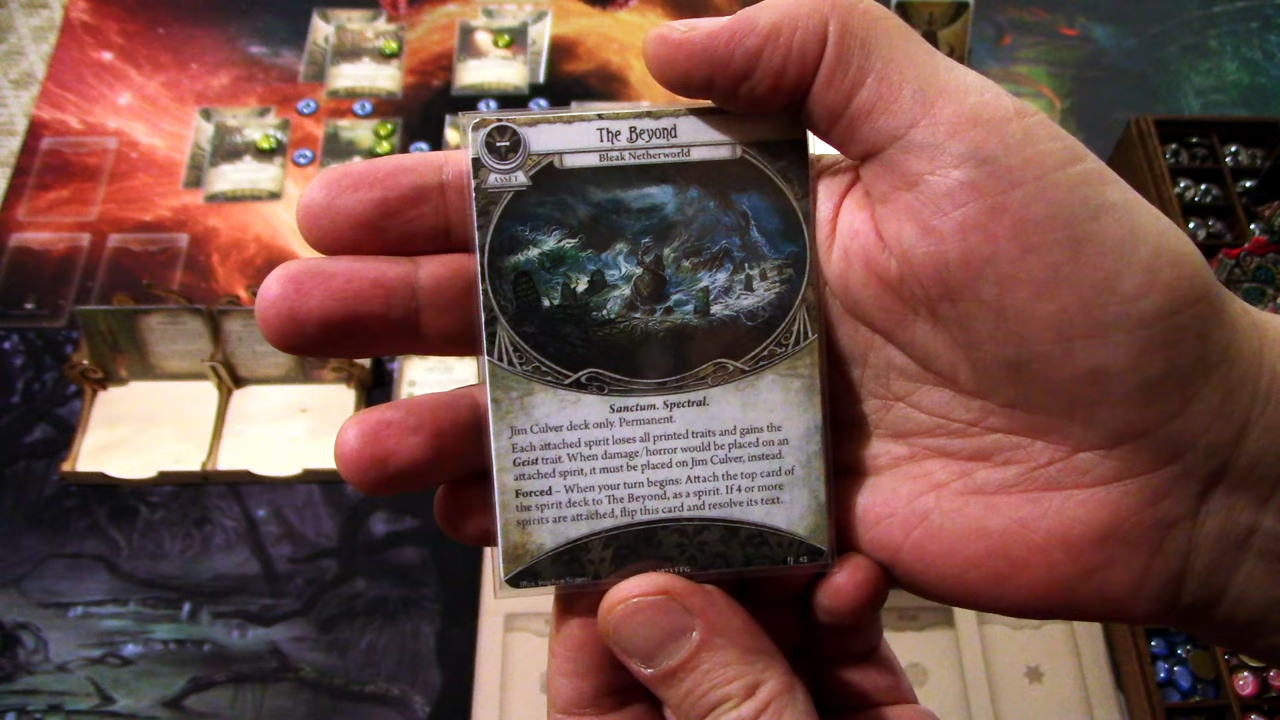 The Beyond
Bleak Netherworld
ASSET
Sanctum. Spectral.
Jim Culver deck only. Permanent.
Each attached spirit loses all printed traits and gains the
Geist trait. When damage/horror would be placed on an
attached spirit, it must be placed on Jim Culver, instead.
Forced – When your turn begins: Attach the top card of
the spirit deck to The Beyond, as a spirit. If 4 or more
spirits are attached, flip this card and resolve its text.
Illus.
FFG